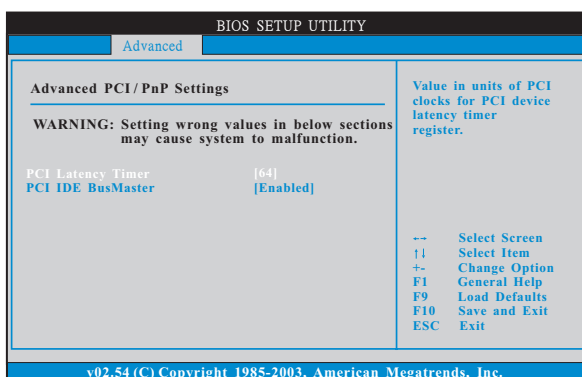 BIOS SETUP UTILITY
Advanced
Advanced PCI / PnP Settings
WARNING: Setting wrong values in below sections
may cause system to malfunction.
PCI Latency Timer [64]
PCI IDE BusMaster [Enabled]
Value in units of PCI
clocks for PCI device
latency timer
register.
←→ Select Screen
↑↓ Select Item
+- Change Option
F1 General Help
F9 Load Defaults
F10 Save and Exit
ESC Exit
v02.54 (C) Copyright 1985-2003, American Megatrends, Inc.